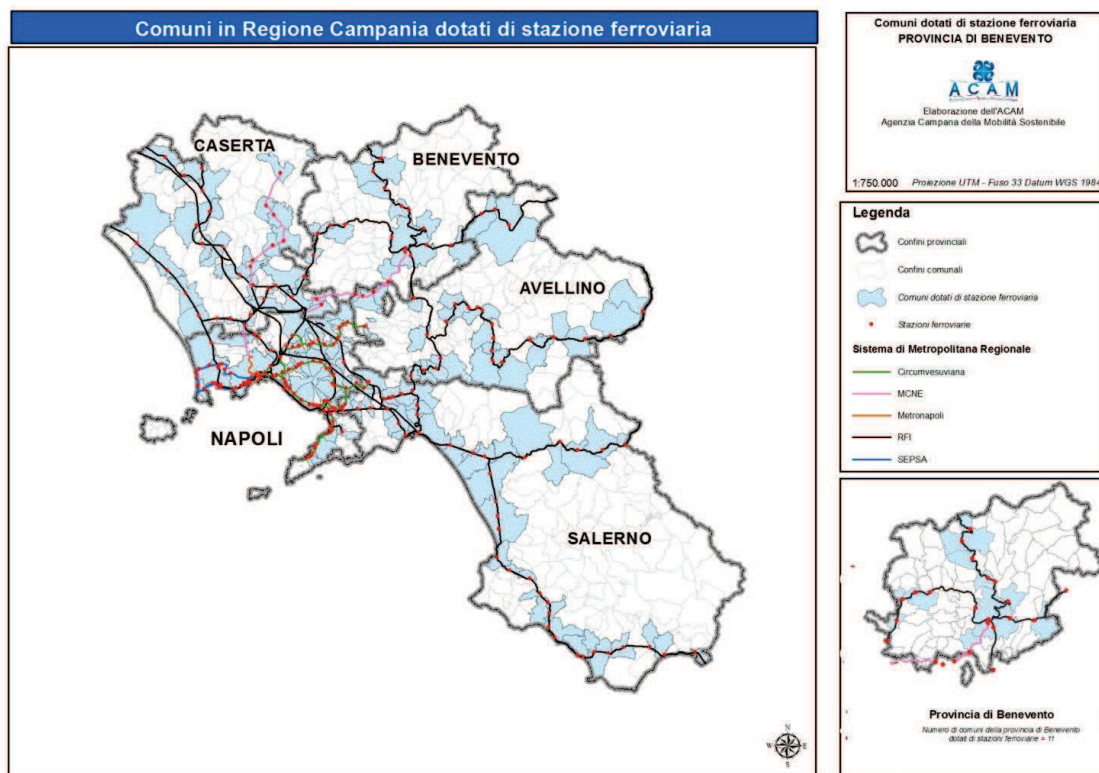 Comuni in Regione Campania dotati di stazione ferroviaria
CASERTA
BENEVENTO
AVELLINO
NAPOLI
SALERNO
N
W E
S
Comuni dotati di stazione ferroviaria
PROVINCIA DI BENEVENTO
ACAM
Elaborazione dell'ACAM
Agenzia Campana della Mobilità Sostenibile
1:750.000 Proiezione UTM - Fuso 33 Datum WGS 1984
Legenda
Confini provinciali
Confini comunali
Comuni dotati di stazione ferroviaria
Stazioni ferroviarie
Sistema di Metropolitana Regionale
Circumvesuviana
MCNE
Metronapoli
RFI
SEPSA
Provincia di Benevento
Numero di comuni della provincia di Benevento
dotati di stazioni ferroviarie = 11